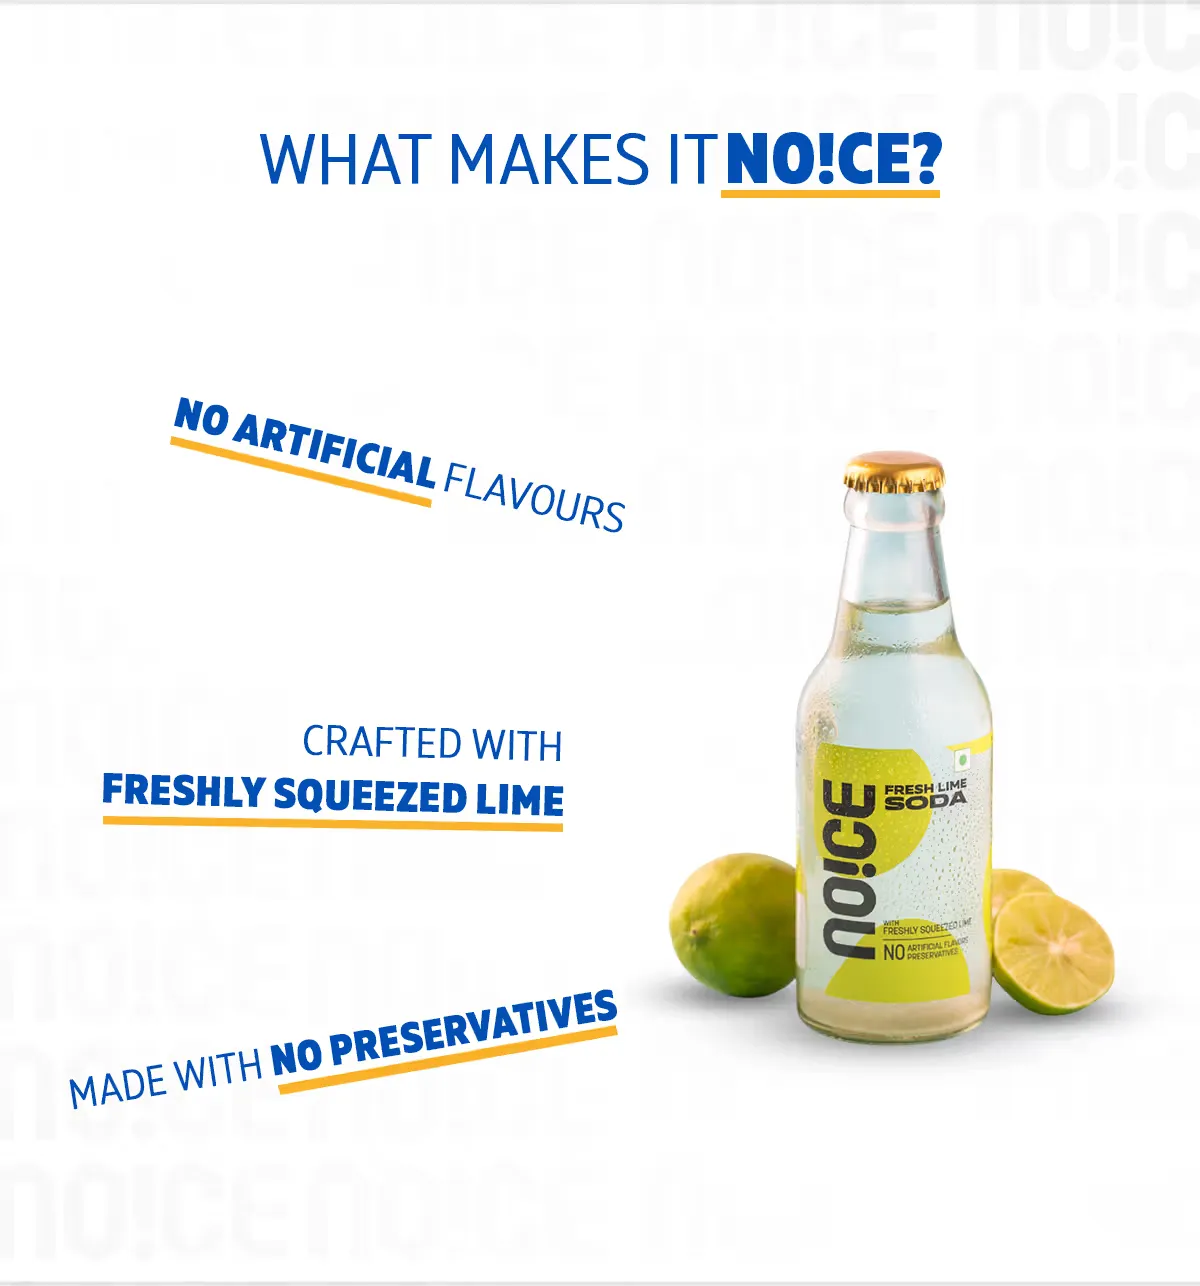 WHAT MAKES IT NO!CE?
NO ARTIFICIAL FLAVOURS
CRAFTED WITH
FRESHLY SQUEEZED LIME
MADE WITH NO PRESERVATIVES
NO!CE
FRESH LIME
SODA
WITH
FRESHLY SQUEEZED LIME
NO ARTIFICIAL FLAVORS
PRESERVATIVES